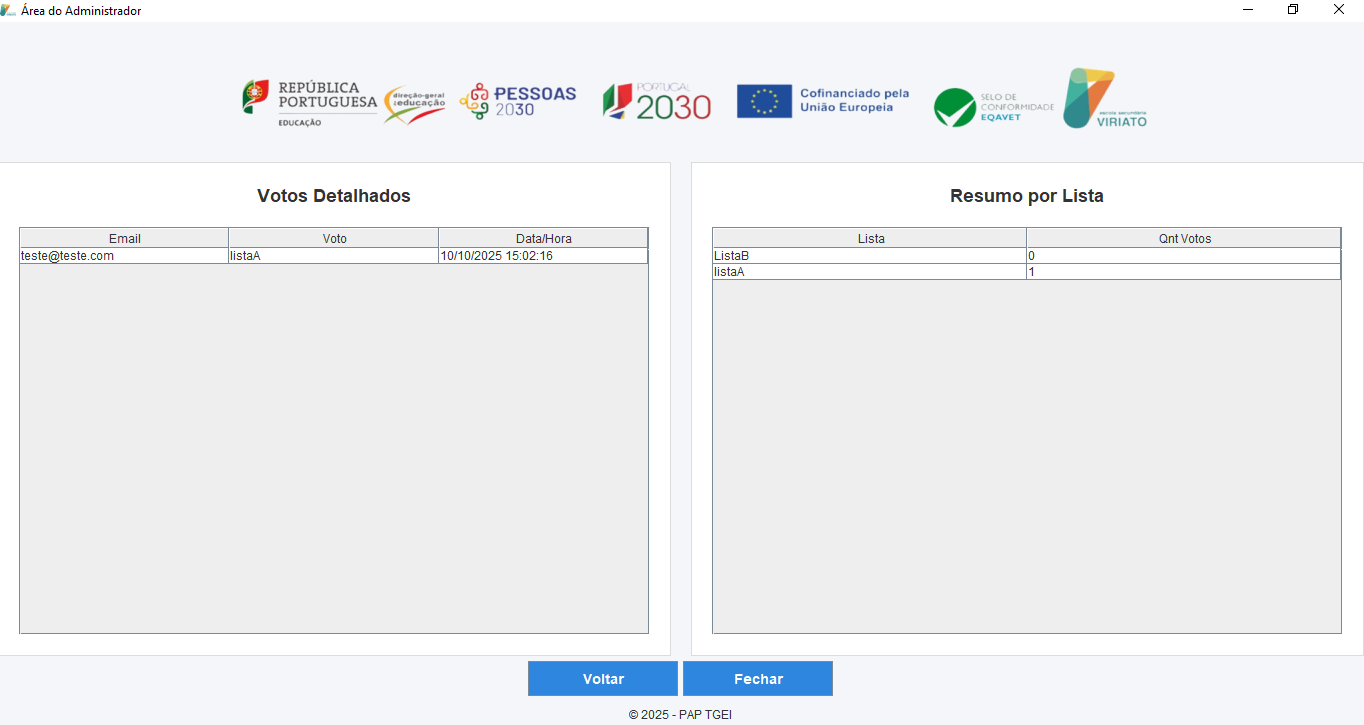 Área do Administrador
REPÚBLICA
PORTUGUESA
EDUCAÇÃO
direção-geral
da educação
PESSOAS
2030
PORTUGAL
2030
Cofinanciado pela
União Europeia
SELO DE
CONFORMIDADE
EQAVET
escola secundária
VIRIATO
Votos Detalhados
Email Voto Data/Hora
teste@teste.com listaA 10/10/2025 15:02:16
Resumo por Lista
Lista Qnt Votos
ListaB 0
listaA 1
Voltar Fechar
© 2025 - PAP TGEI